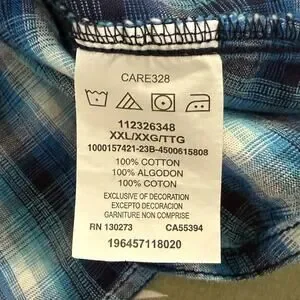 CARE328
112326348
XXL/XXG/TTG
1000157421-23B-4500615808
100% COTTON
100% ALGODON
100% COTON
EXCLUSIVE OF DECORATION
EXCEPTO DECORACION
GARNITURE NON COMPRISE
RN 130273 CA55394
196457118020